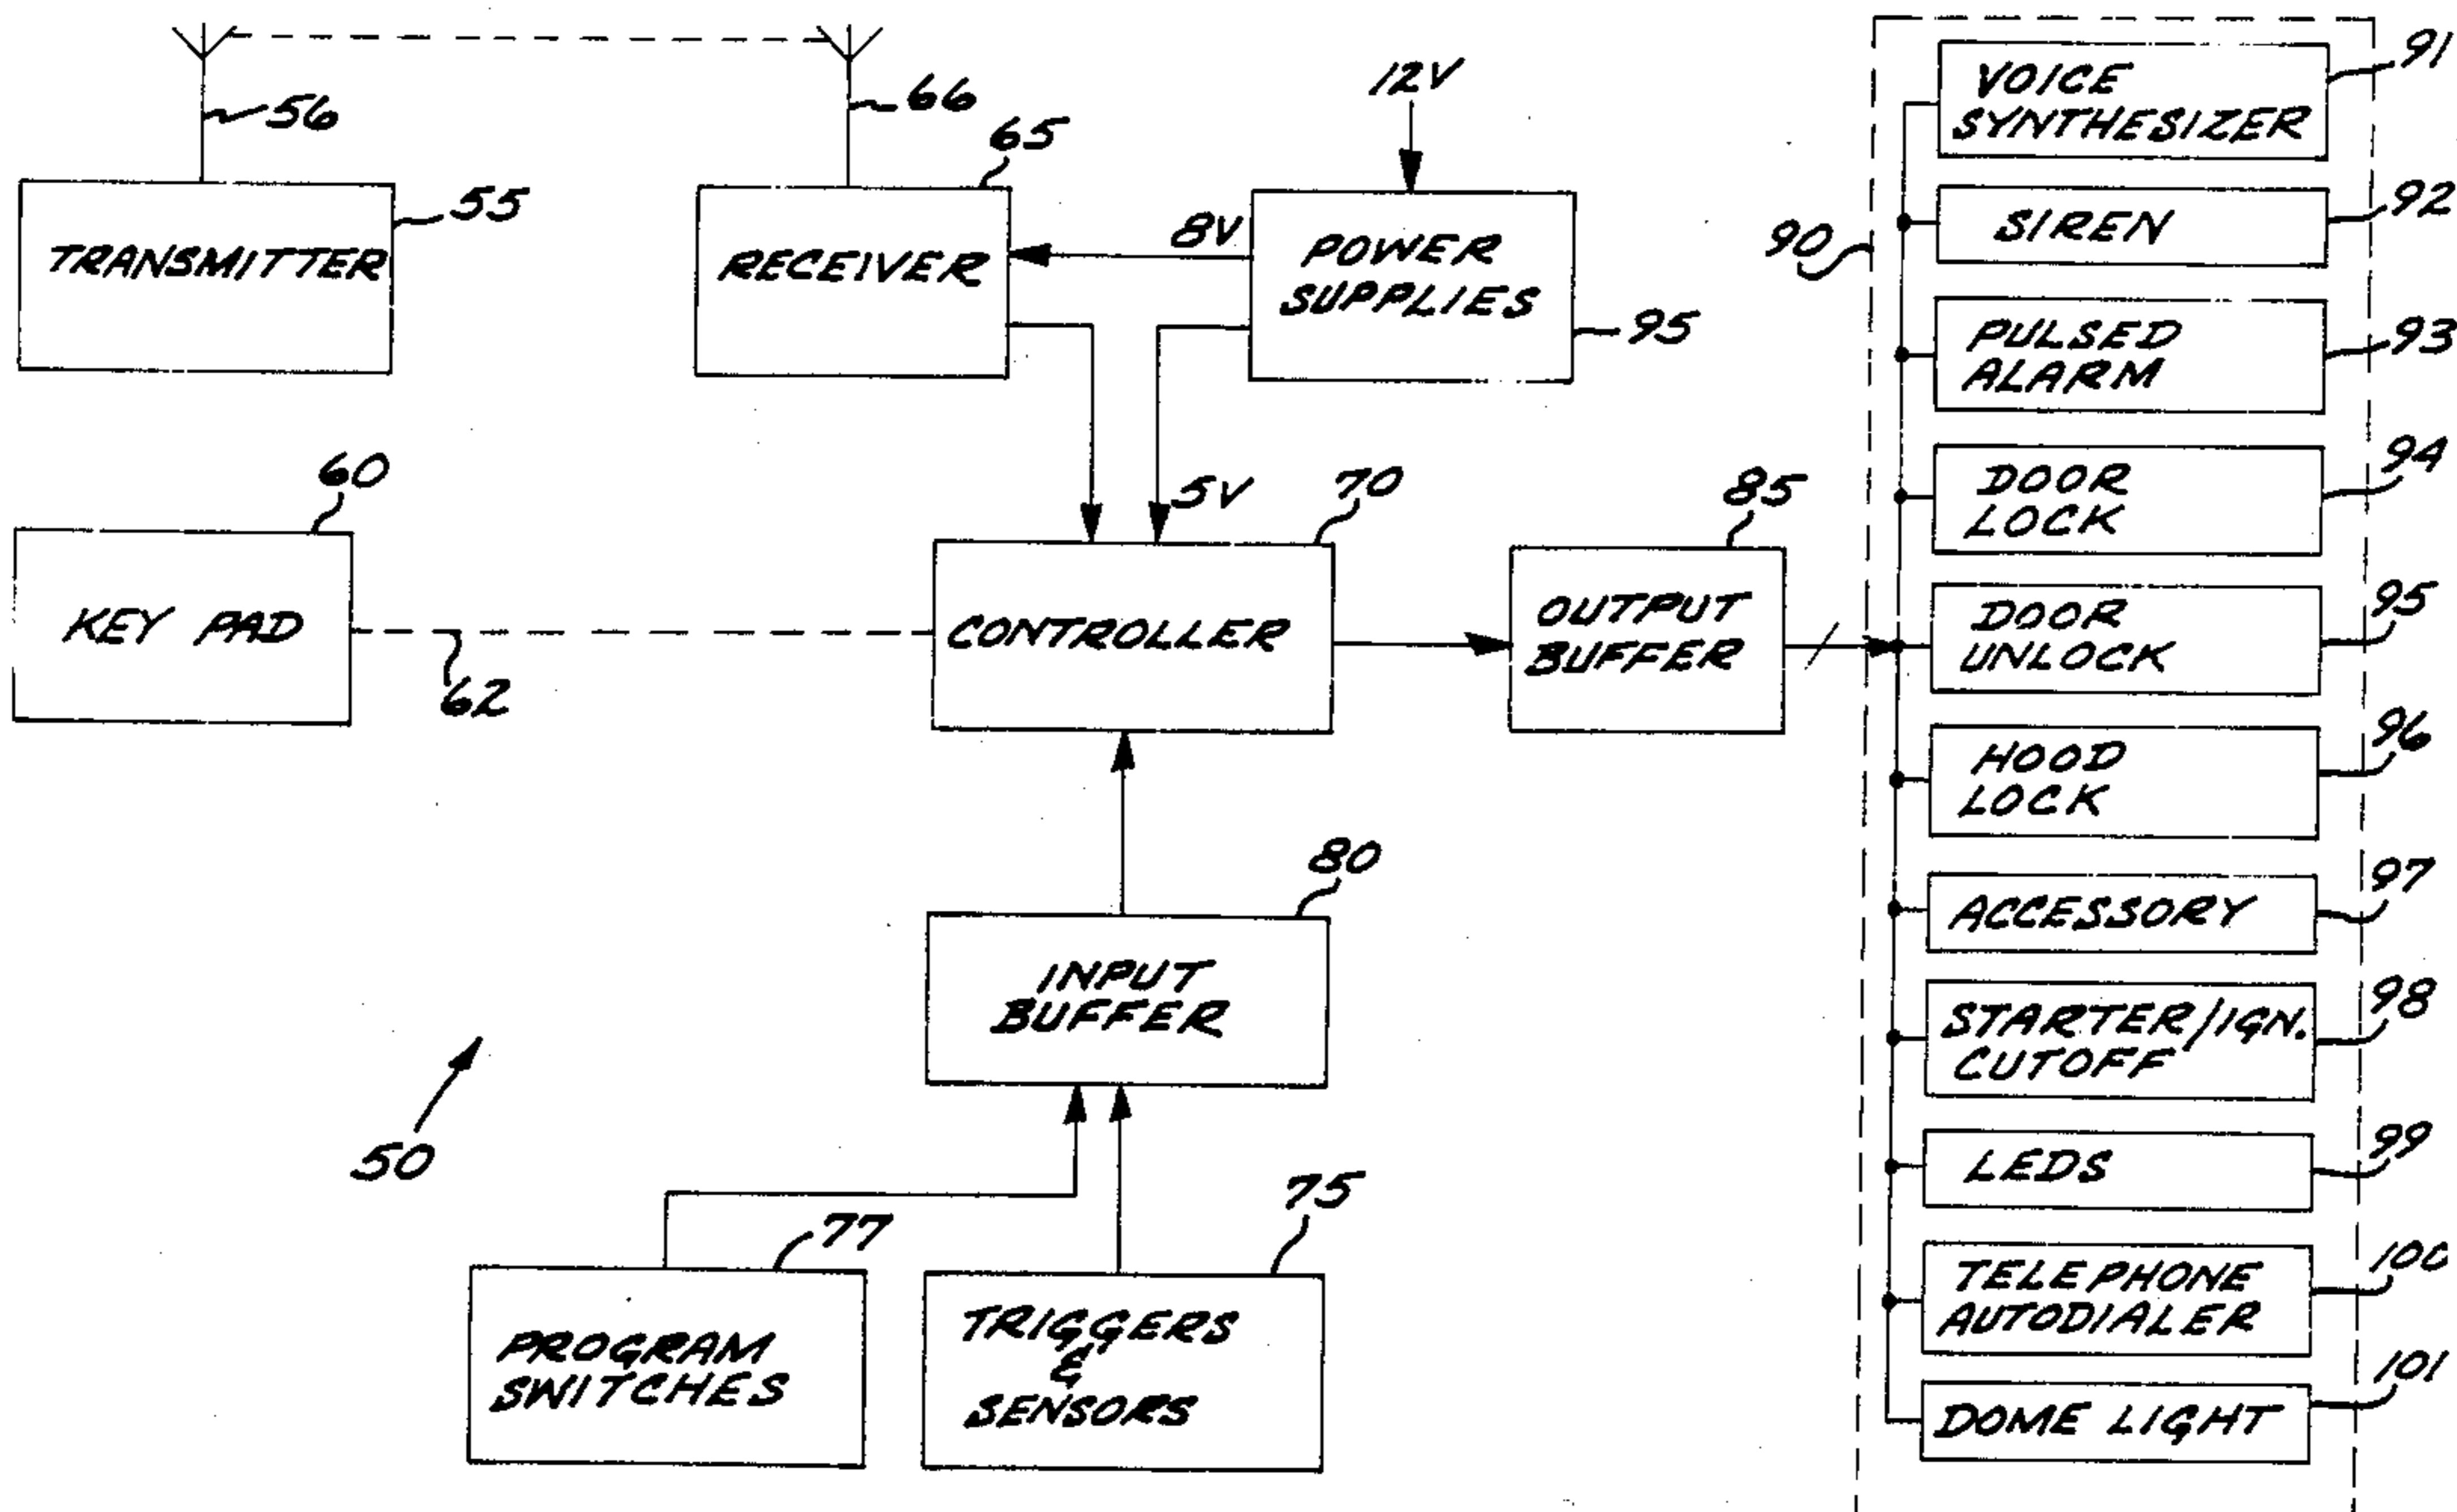 56
66
12V
65
55
TRANSMITTER
RECEIVER
8V
POWER
SUPPLIES
95
60
KEY PAD
62
5V
70
CONTROLLER
85
OUTPUT
BUFFER
80
INPUT
BUFFER
50
77
PROGRAM
SWITCHES
75
TRIGGERS
&
SENSORS
90
VOICE
SYNTHESIZER
91
SIREN
92
PULSED
ALARM
93
DOOR
LOCK
94
DOOR
UNLOCK
95
HOOD
LOCK
96
ACCESSORY
97
STARTER/IGN.
CUTOFF
98
LEDS
99
TELEPHONE
AUTODIALER
100
DOME LIGHT
101